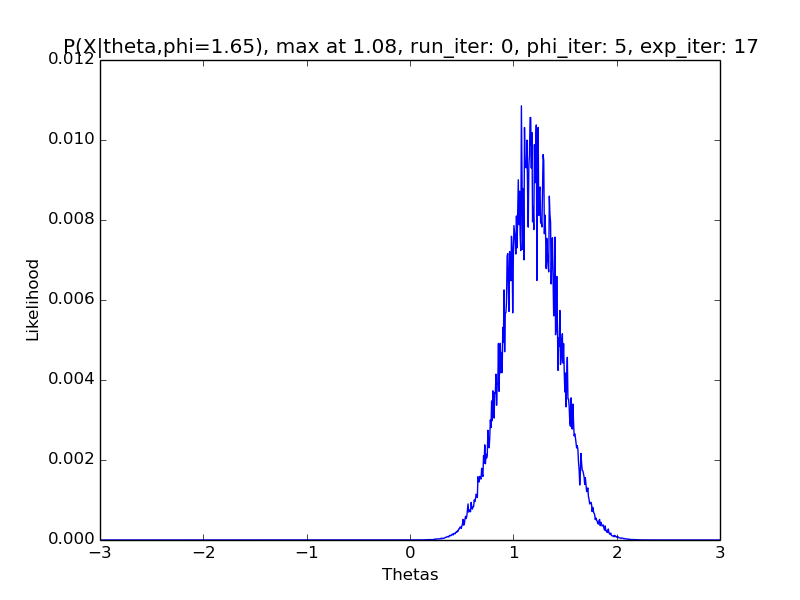 P(X|theta,phi=1.65), max at 1.08, run_iter: 0, phi_iter: 5, exp_iter: 17
0.012
0.010
0.008
0.006
0.004
0.002
0.000
Likelihood
−3 −2 −1 0 1 2 3
Thetas